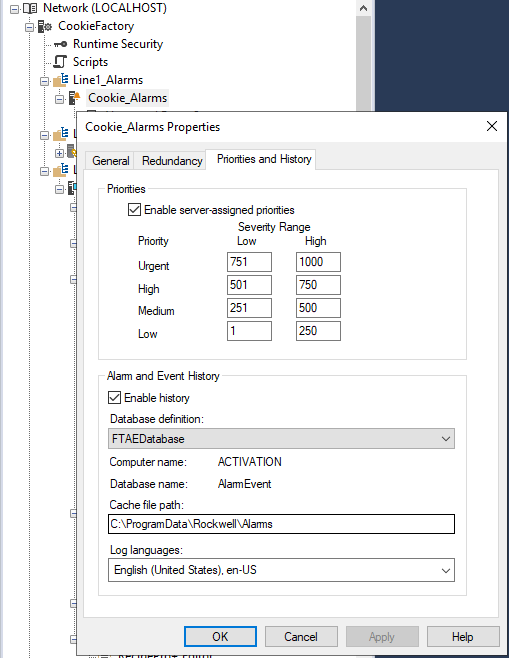 Network (LOCALHOST)
CookieFactory
Runtime Security
Scripts
Line1_Alarms
Cookie_Alarms
Cookie_Alarms Properties
General Redundancy Priorities and History
Priorities
Enable server-assigned priorities
Severity Range
Priority Low High
Urgent 751 1000
High 501 750
Medium 251 500
Low 1 250
Alarm and Event History
Enable history
Database definition:
FTAEDatabase
Computer name: ACTIVATION
Database name: AlarmEvent
Cache file path:
C:\ProgramData\Rockwell\Alarms
Log languages:
English (United States), en-US
OK Cancel Apply Help